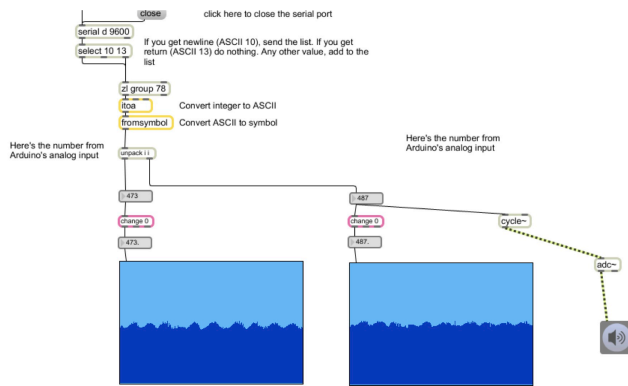 close
click here to close the serial port
serial d 9600
select 10 13
If you get newline (ASCII 10), send the list. If you get
return (ASCII 13) do nothing. Any other value, add to the
list
zl group 78
itoa
Convert integer to ASCII
fromsymbol
Convert ASCII to symbol
Here's the number from
Arduino's analog input
unpack i i
Here's the number from
Arduino's analog input
473
487
change 0
change 0
cycle~
473.
487.
adc~